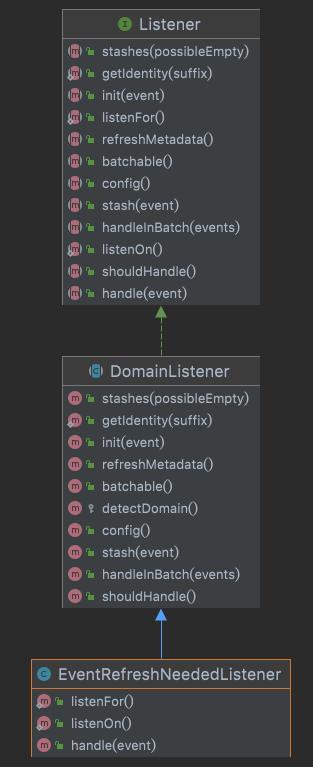 Listener
stashes(possibleEmpty)
getIdentity(suffix)
init(event)
listenFor()
refreshMetadata()
batchable()
config()
stash(event)
handleInBatch(events)
listenOn()
shouldHandle()
handle(event)
DomainListener
stashes(possibleEmpty)
getIdentity(suffix)
init(event)
refreshMetadata()
batchable()
detectDomain()
config()
stash(event)
handleInBatch(events)
shouldHandle()
EventRefreshNeededListener
listenFor()
listenOn()
handle(event)